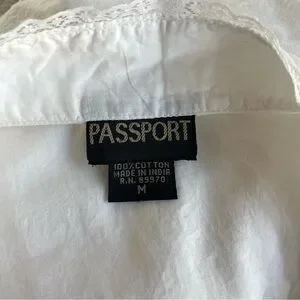 PASSPORT
100% COTTON
MADE IN INDIA
R.N. 89970
M